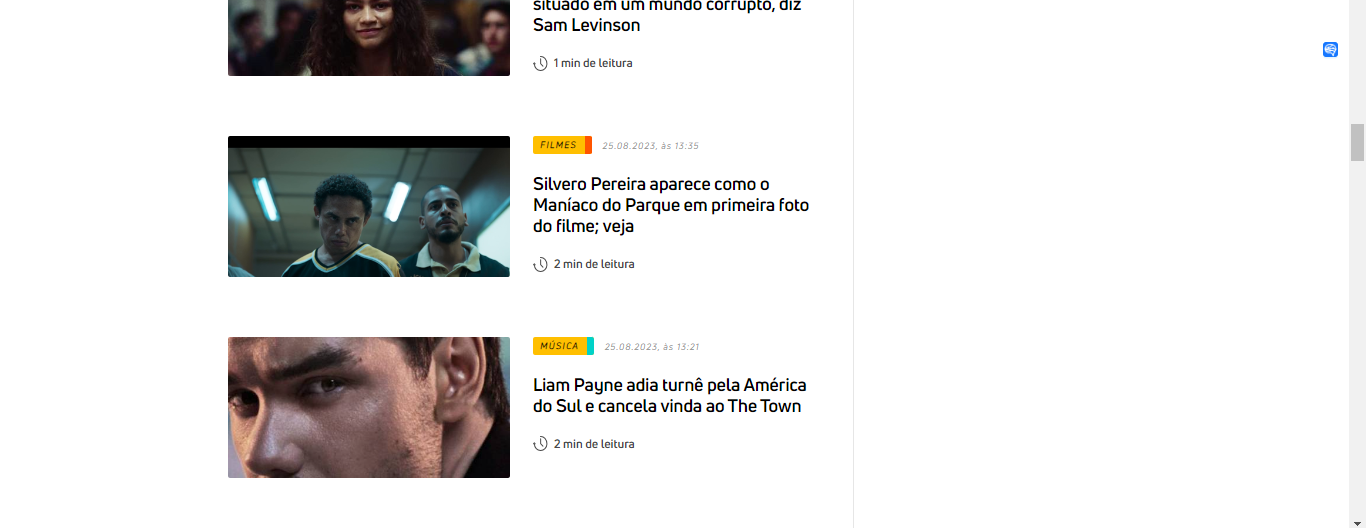 situado em um mundo corrupto, diz
Sam Levinson
1 min de leitura
FILMES 25.08.2023, às 13:35
Silvero Pereira aparece como o
Maníaco do Parque em primeira foto
do filme; veja
2 min de leitura
MÚSICA 25.08.2023, às 13:21
Liam Payne adia turnê pela América
do Sul e cancela vinda ao The Town
2 min de leitura